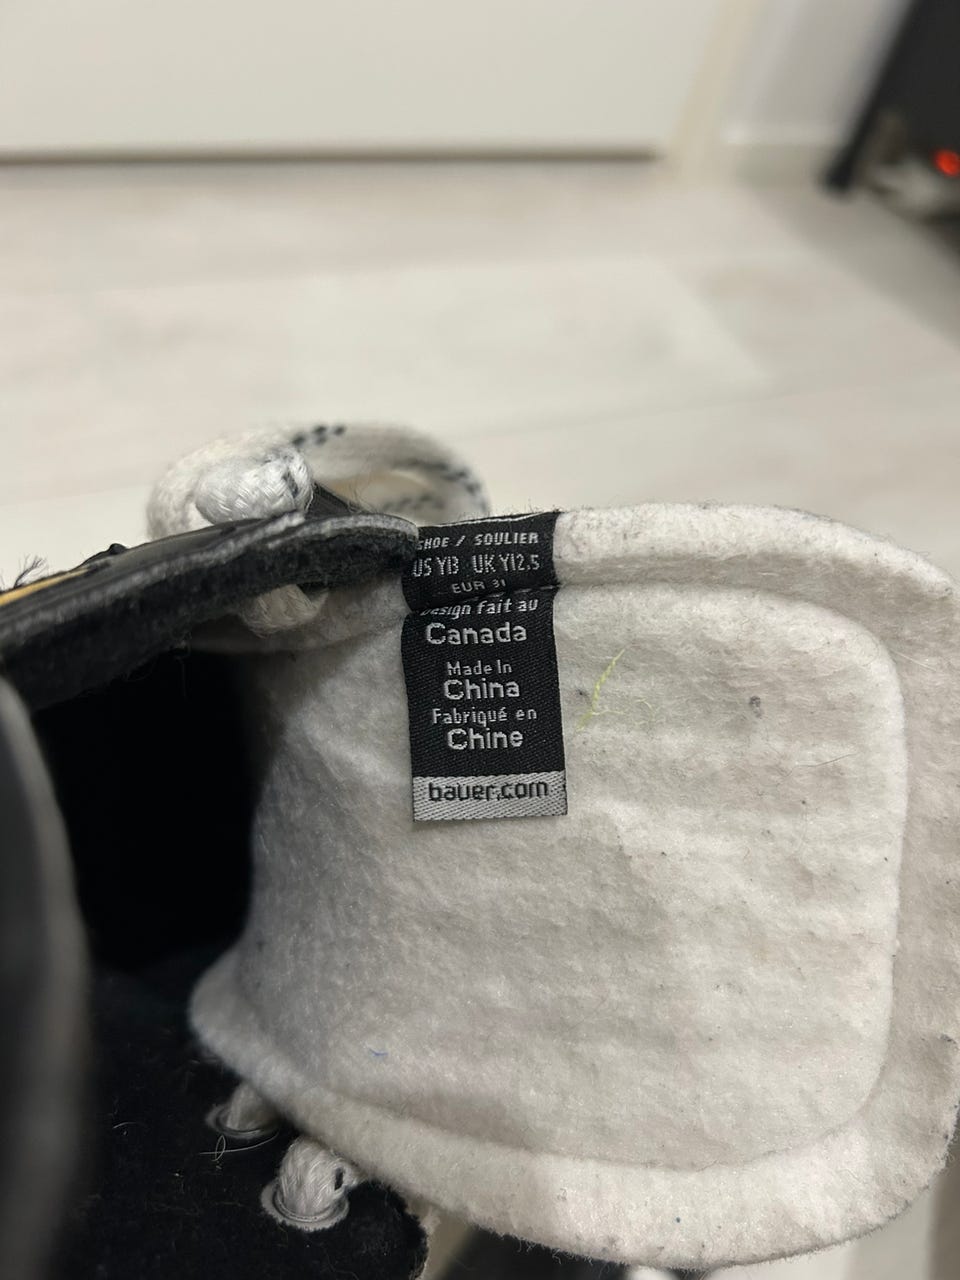 SHOE / SOULIER
US Y13 UK Y12.5
EUR 31
Design fait au
Canada
Made In
China
Fabriqué en
Chine
bauer.com